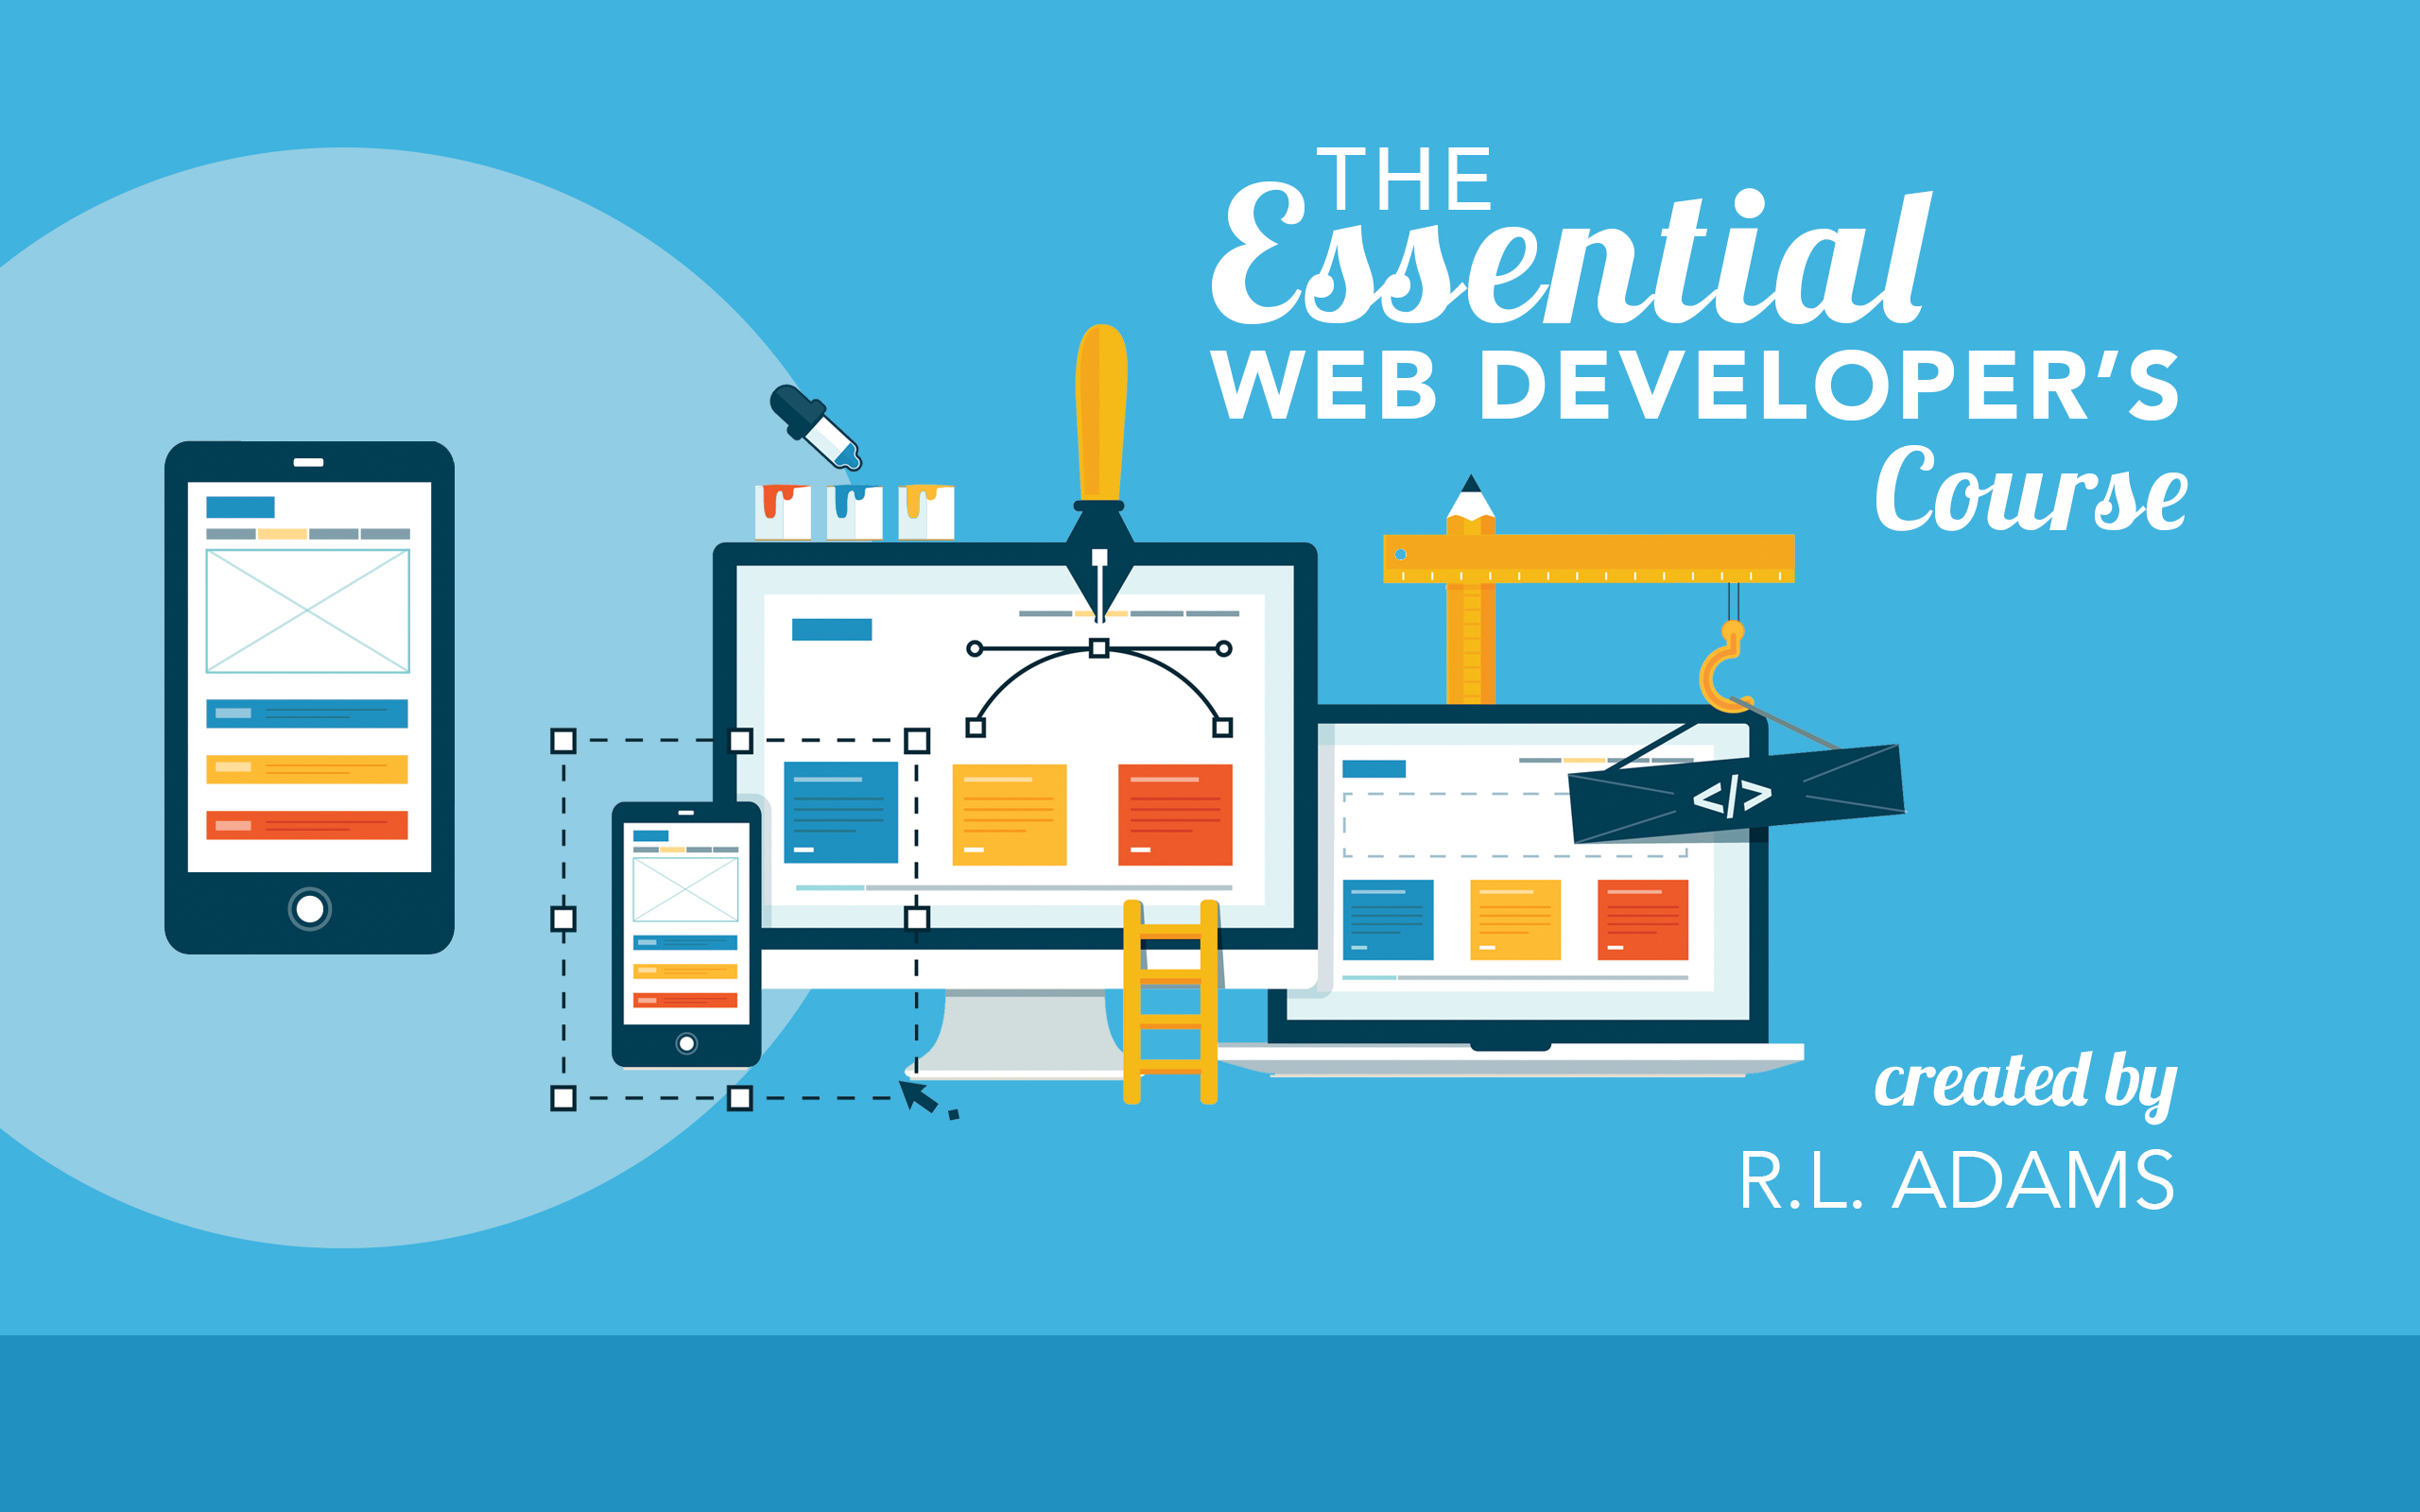 THE
Essential
WEB DEVELOPER’S
Course
</>
created by
R.L. ADAMS